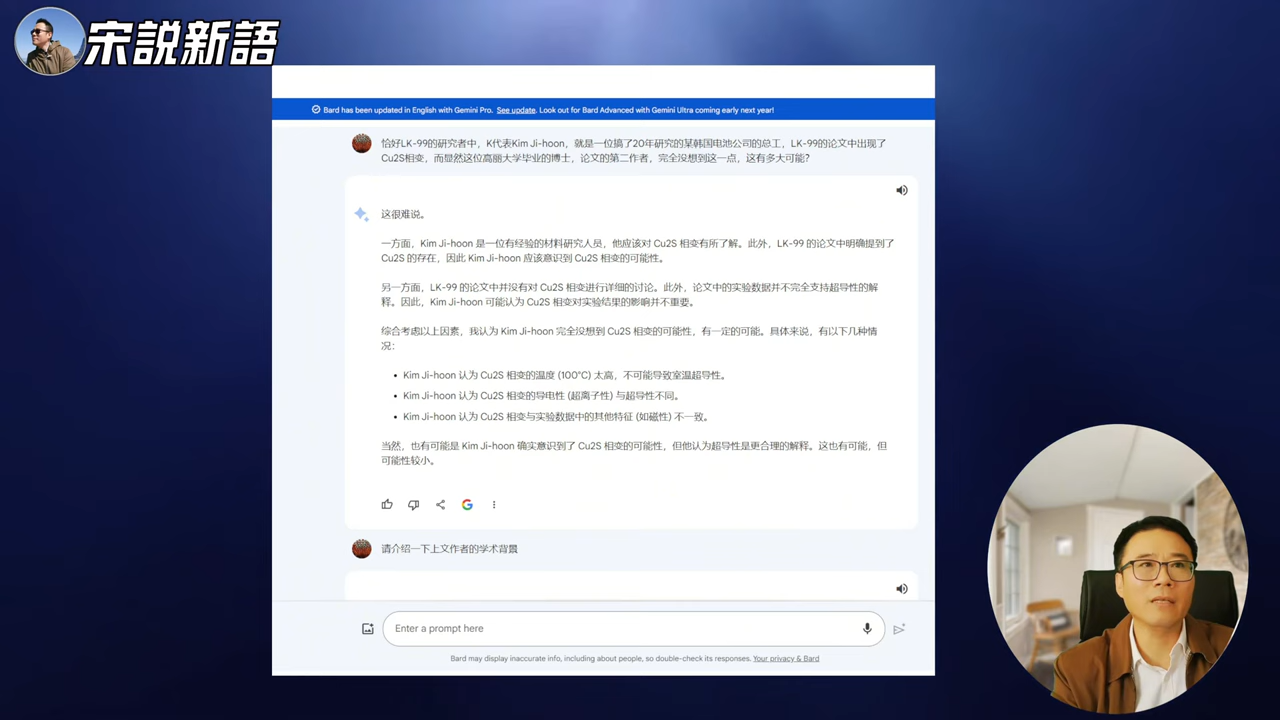 宋説新語
Bard has been updated in English with Gemini Pro. See update. Look out for Bard Advanced with Gemini Ultra coming early next year!
恰好LK-99的研究者中，K代表Kim Ji-hoon，就是一位搞了20年研究的某韩国电池公司的总工，LK-99的论文中出现了
Cu2S相变，而显然这位高丽大学毕业的博士，论文的第二作者，完全没想到这一点，这有多大可能？
这很难说。
一方面，Kim Ji-hoon 是一位有经验的材料研究人员，他应该对 Cu2S 相变有所了解。此外，LK-99 的论文中明确提到了
Cu2S 的存在，因此 Kim Ji-hoon 应该意识到 Cu2S 相变的可能性。
另一方面，LK-99 的论文中并没有对 Cu2S 相变进行详细的讨论。此外，论文中的实验数据并不完全支持超导性的解
释。因此，Kim Ji-hoon 可能认为 Cu2S 相变对实验结果的影响并不重要。
综合考虑以上因素，我认为 Kim Ji-hoon 完全没想到 Cu2S 相变的可能性，有一定的可能。具体来说，有以下几种情
况：
• Kim Ji-hoon 认为 Cu2S 相变的温度 (100°C) 太高，不可能导致室温超导性。
• Kim Ji-hoon 认为 Cu2S 相变的导电性 (超离子性) 与超导性不同。
• Kim Ji-hoon 认为 Cu2S 相变与实验数据中的其他特征 (如磁性) 不一致。
当然，也有可能是 Kim Ji-hoon 确实意识到了 Cu2S 相变的可能性，但他认为超导性是更合理的解释。这也有可能，但
可能性较小。
请介绍一下上文作者的学术背景
Enter a prompt here
Bard may display inaccurate info, including about people, so double-check its responses. Your privacy & Bard